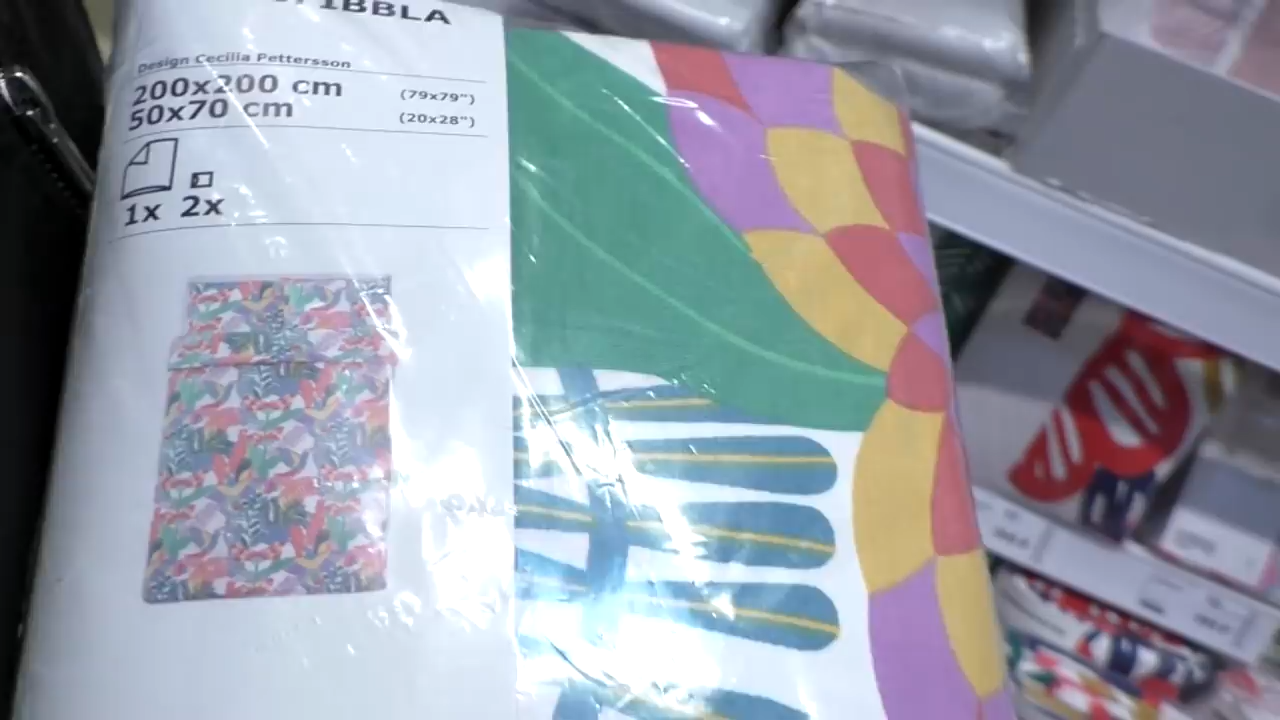 Design Cecilia Pettersson
200x200 cm (79x79")
50x70 cm (20x28")
1x 2x